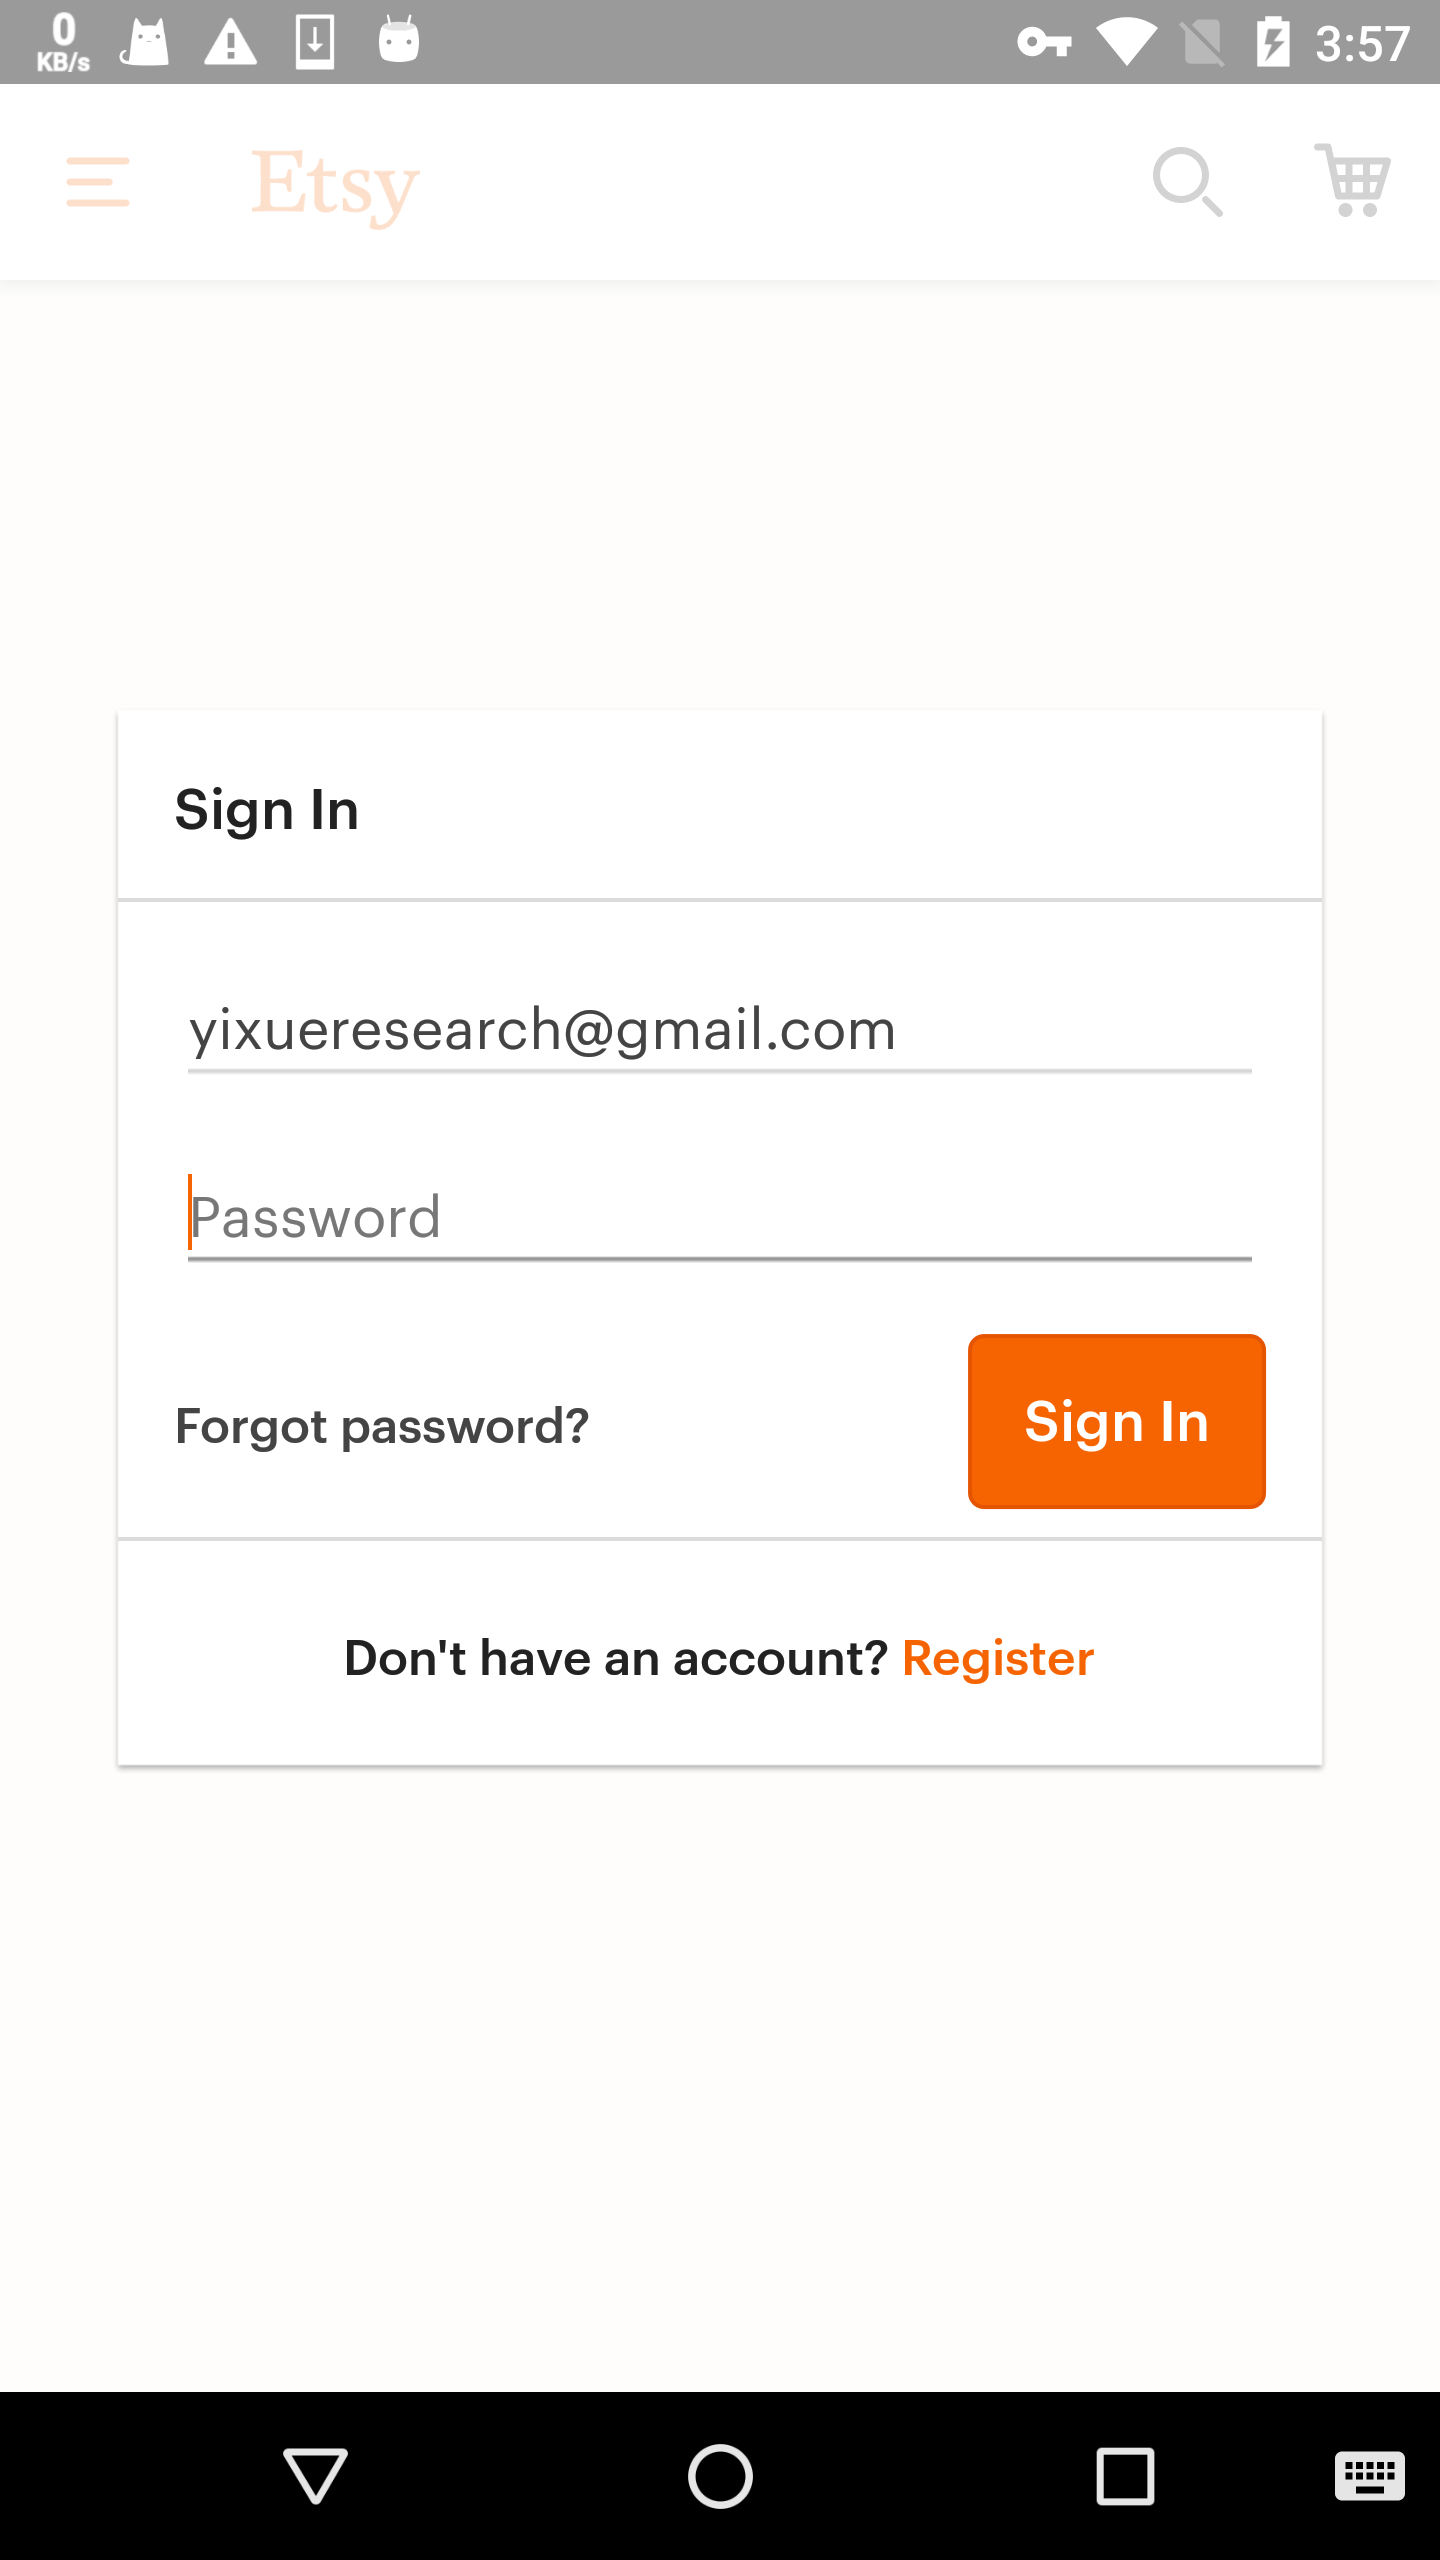 0
KB/s
3:57
Etsy
Sign In
yixueresearch@gmail.com
Password
Forgot password?
Sign In
Don't have an account? Register